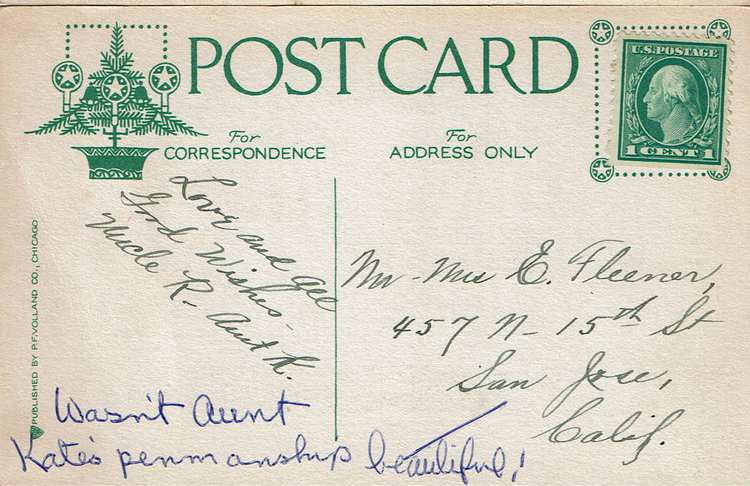 POST CARD
U.S. POSTAGE
1 CENT 1
For
CORRESPONDENCE
For
ADDRESS ONLY
Love and all
Good Wishes -
Uncle R - Aunt K.
Mr - Mrs E. Fleener,
457 N - 15th St
San Jose,
Calif.
PUBLISHED BY P.F. VOLLAND CO., CHICAGO
Wasn't Aunt
Kate's penmanship beautiful!